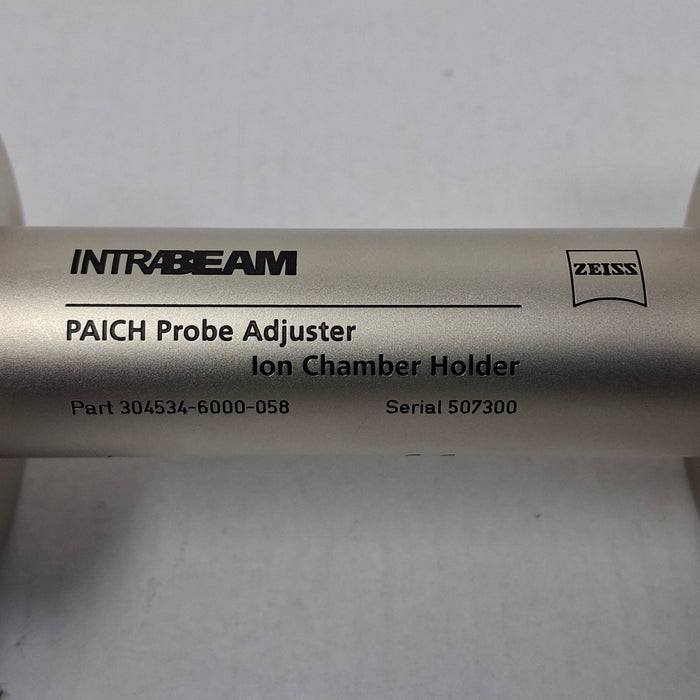 INTRABEAM
ZEISS
PAICH Probe Adjuster
Ion Chamber Holder
Part 304534-6000-058 Serial 507300